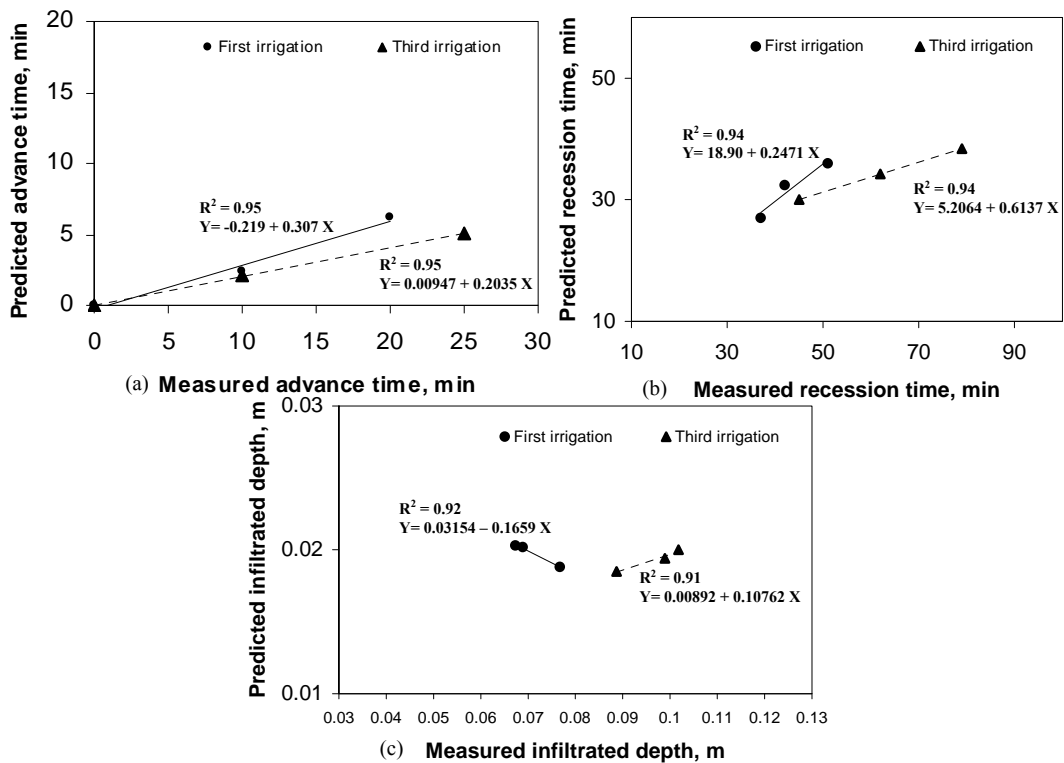 20
15
10
5
0
0 5 10 15 20 25 30
Predicted advance time, min
First irrigation Third irrigation
R² = 0.95
Y= -0.219 + 0.307 X
R² = 0.95
Y= 0.00947 + 0.2035 X
(a) Measured advance time, min
50
30
10
10 30 50 70 90
Predicted recession time, min
First irrigation Third irrigation
R² = 0.94
Y= 18.90 + 0.2471 X
R² = 0.94
Y= 5.2064 + 0.6137 X
(b) Measured recession time, min
0.03
0.02
0.01
0.03 0.04 0.05 0.06 0.07 0.08 0.09 0.1 0.11 0.12 0.13
Predicted infiltrated depth, m
First irrigation Third irrigation
R² = 0.92
Y= 0.03154 – 0.1659 X
R² = 0.91
Y= 0.00892 + 0.10762 X
(c) Measured infiltrated depth, m